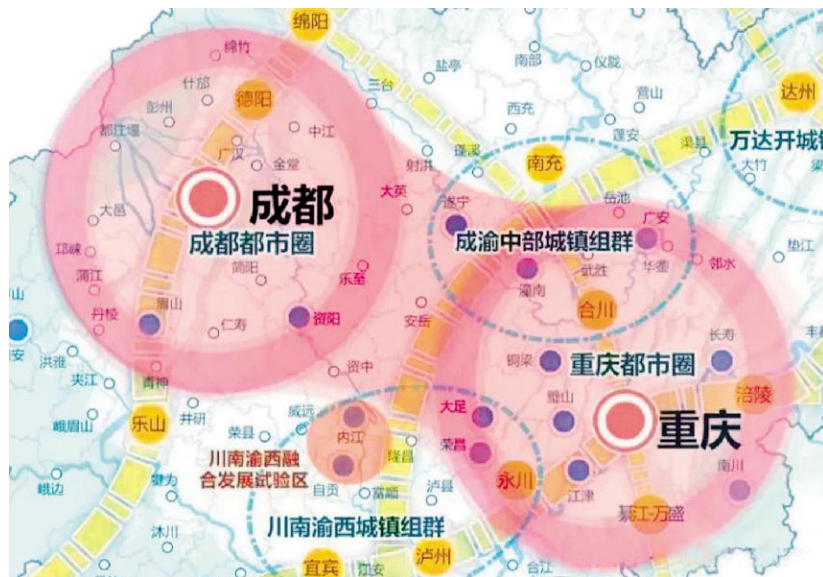 绵阳
绵竹
盐亭
南部
仪陇
三台
营山
达州
什邡
德阳
西充
彭州
中江
蓬安
渠县
万达开城镇
都江堰
广汉
金堂
射洪
蓬溪
南充
大竹
梁
成都
大英
遂宁
岳池
大邑
成都都市圈
成渝中部城镇组群
广安
垫江
邛崃
简阳
乐至
武胜
华蓥
邻水
蒲江
潼南
合川
丹棱
眉山
仁寿
资阳
安岳
长寿
洪雅
铜梁
重庆都市圈
夹江
青神
资中
璧山
涪陵
峨眉山
乐山
井研
威远
大足
重庆
荣县
内江
荣昌
川南渝西融
合发展试验区
隆昌
永川
南川
峨边
犍为
自贡
富顺
泸县
江津
綦江-万盛
沐川
川南渝西城镇组群
宜宾
江安
泸州
合江